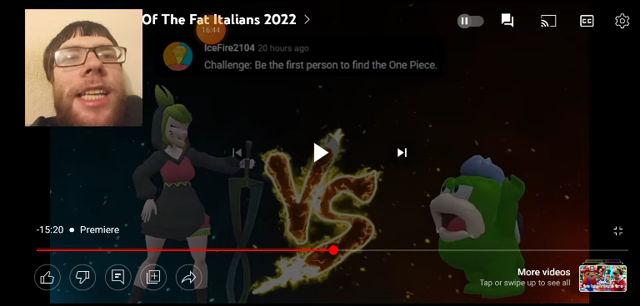 Of The Fat Italians 2022
16:44
IceFire2104 20 hours ago
Challenge: Be the first person to find the One Piece.
CC
VS
-15:20 • Premiere
More videos
Tap or swipe up to see all